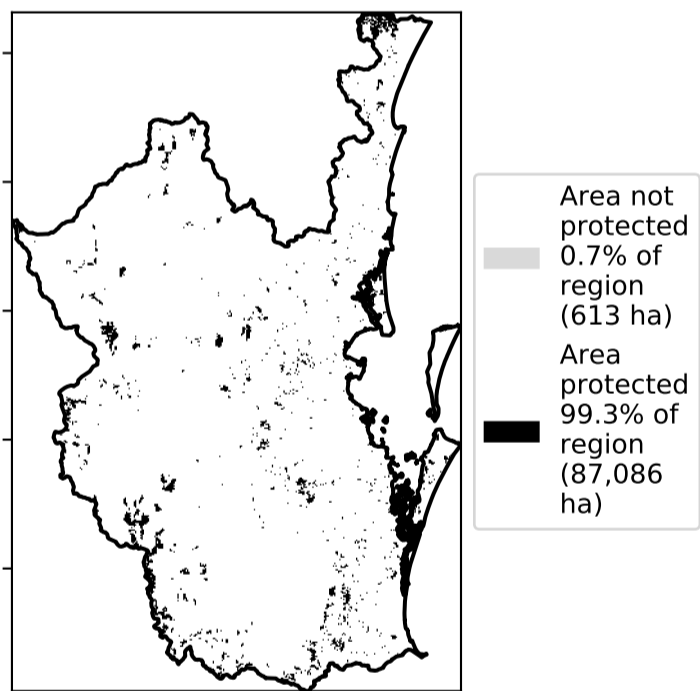 Area not
protected
0.7% of
region
(613 ha)
Area
protected
99.3% of
region
(87,086
ha)